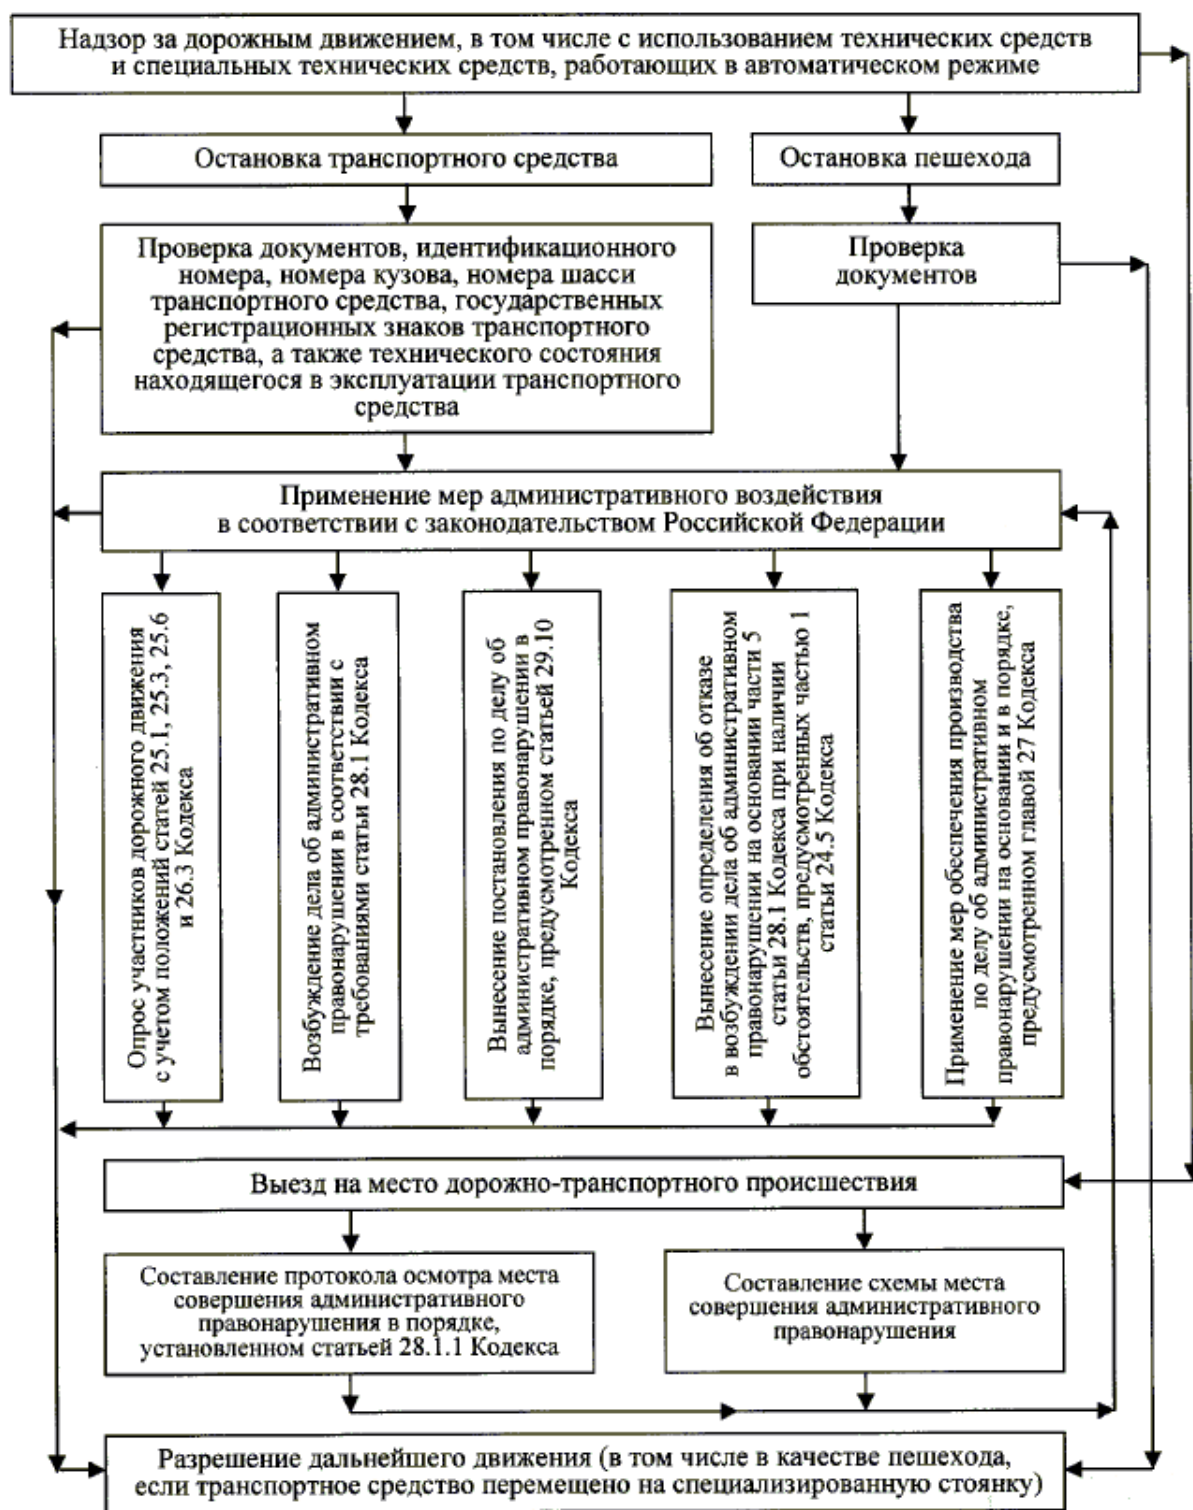 Надзор за дорожным движением, в том числе с использованием технических средств
и специальных технических средств, работающих в автоматическом режиме
Остановка транспортного средства
Остановка пешехода
Проверка документов, идентификационного
номера, номера кузова, номера шасси
транспортного средства, государственных
регистрационных знаков транспортного
средства, а также технического состояния
находящегося в эксплуатации транспортного
средства
Проверка
документов
Применение мер административного воздействия
в соответствии с законодательством Российской Федерации
Опрос участников дорожного движения
с учетом положений статей 25.1, 25.3, 25.6
и 26.3 Кодекса
Возбуждение дела об административном
правонарушении в соответствии с
требованиями статьи 28.1 Кодекса
Вынесение постановления по делу об
административном правонарушении в
порядке, предусмотренном статьей 29.10
Кодекса
Вынесение определения об отказе
в возбуждении дела об административном
правонарушении на основании части 5
статьи 28.1 Кодекса при наличии
обстоятельств, предусмотренных частью 1
статьи 24.5 Кодекса
Применение мер обеспечения производства
по делу об административном
правонарушении на основании и в порядке,
предусмотренном главой 27 Кодекса
Выезд на место дорожно-транспортного происшествия
Составление протокола осмотра места
совершения административного
правонарушения в порядке,
установленном статьей 28.1.1 Кодекса
Составление схемы места
совершения административного
правонарушения
Разрешение дальнейшего движения (в том числе в качестве пешехода,
если транспортное средство перемещено на специализированную стоянку)